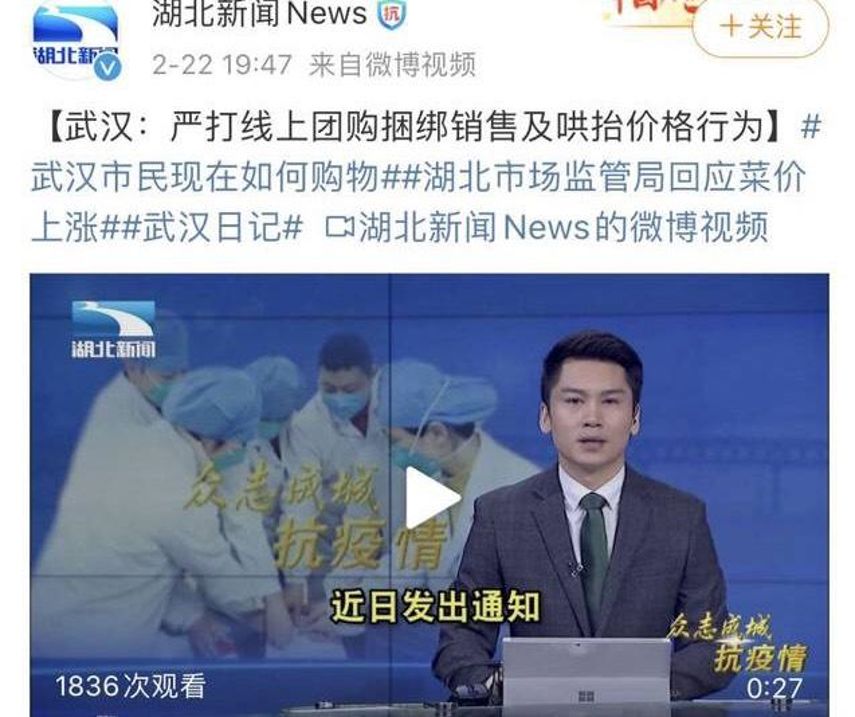 湖北新闻News 抗
湖北新闻
+关注
2-22 19:47 来自微博视频
【武汉：严打线上团购捆绑销售及哄抬价格行为】#
武汉市民现在如何购物##湖北市场监管局回应菜价
上涨##武汉日记# 湖北新闻News的微博视频
湖北新闻
众志成城
抗疫情
近日发出通知
众志成城
抗疫情
1836次观看
0:27